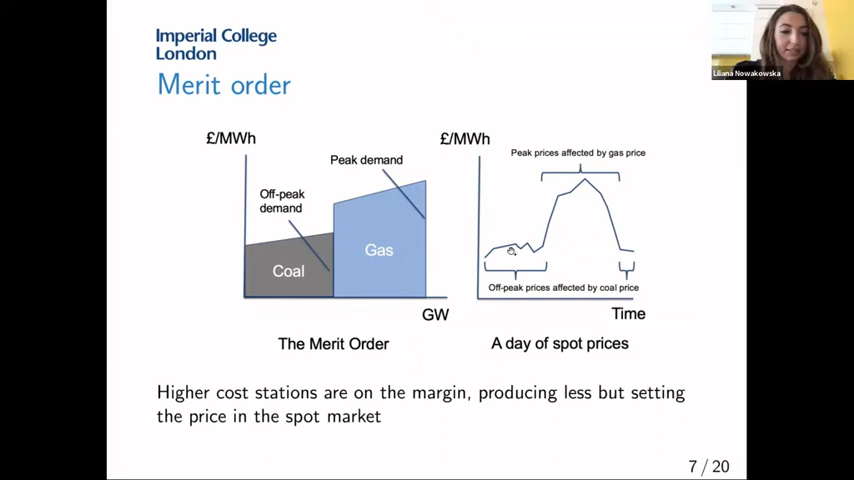 Imperial College
London
Merit order
Liliana Nowakowska
£/MWh
Peak demand
Off-peak
demand
Coal
Gas
GW
The Merit Order
£/MWh
Peak prices affected by gas price
Off-peak prices affected by coal price
Time
A day of spot prices
Higher cost stations are on the margin, producing less but setting
the price in the spot market
7 / 20